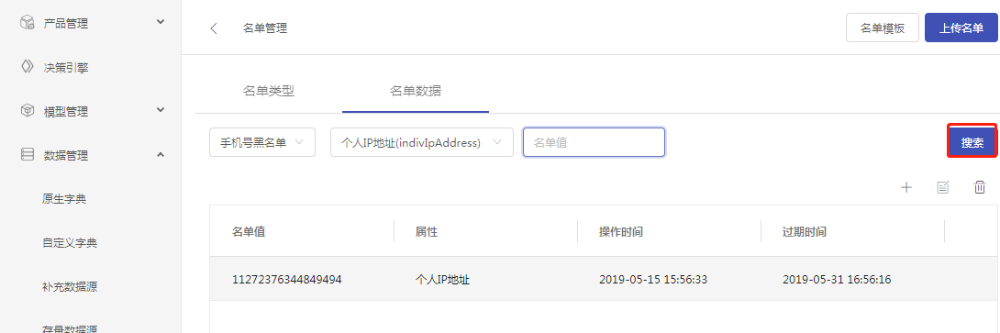 产品管理
决策引擎
模型管理
数据管理
原生字典
自定义字典
补充数据源
存量数据源
名单管理
名单模板
上传名单
名单类型
名单数据
手机号黑名单
个人IP地址(indivIpAddress)
名单值
搜索
名单值 属性 操作时间 过期时间
11272376344849494 个人IP地址 2019-05-15 15:56:33 2019-05-31 16:56:16